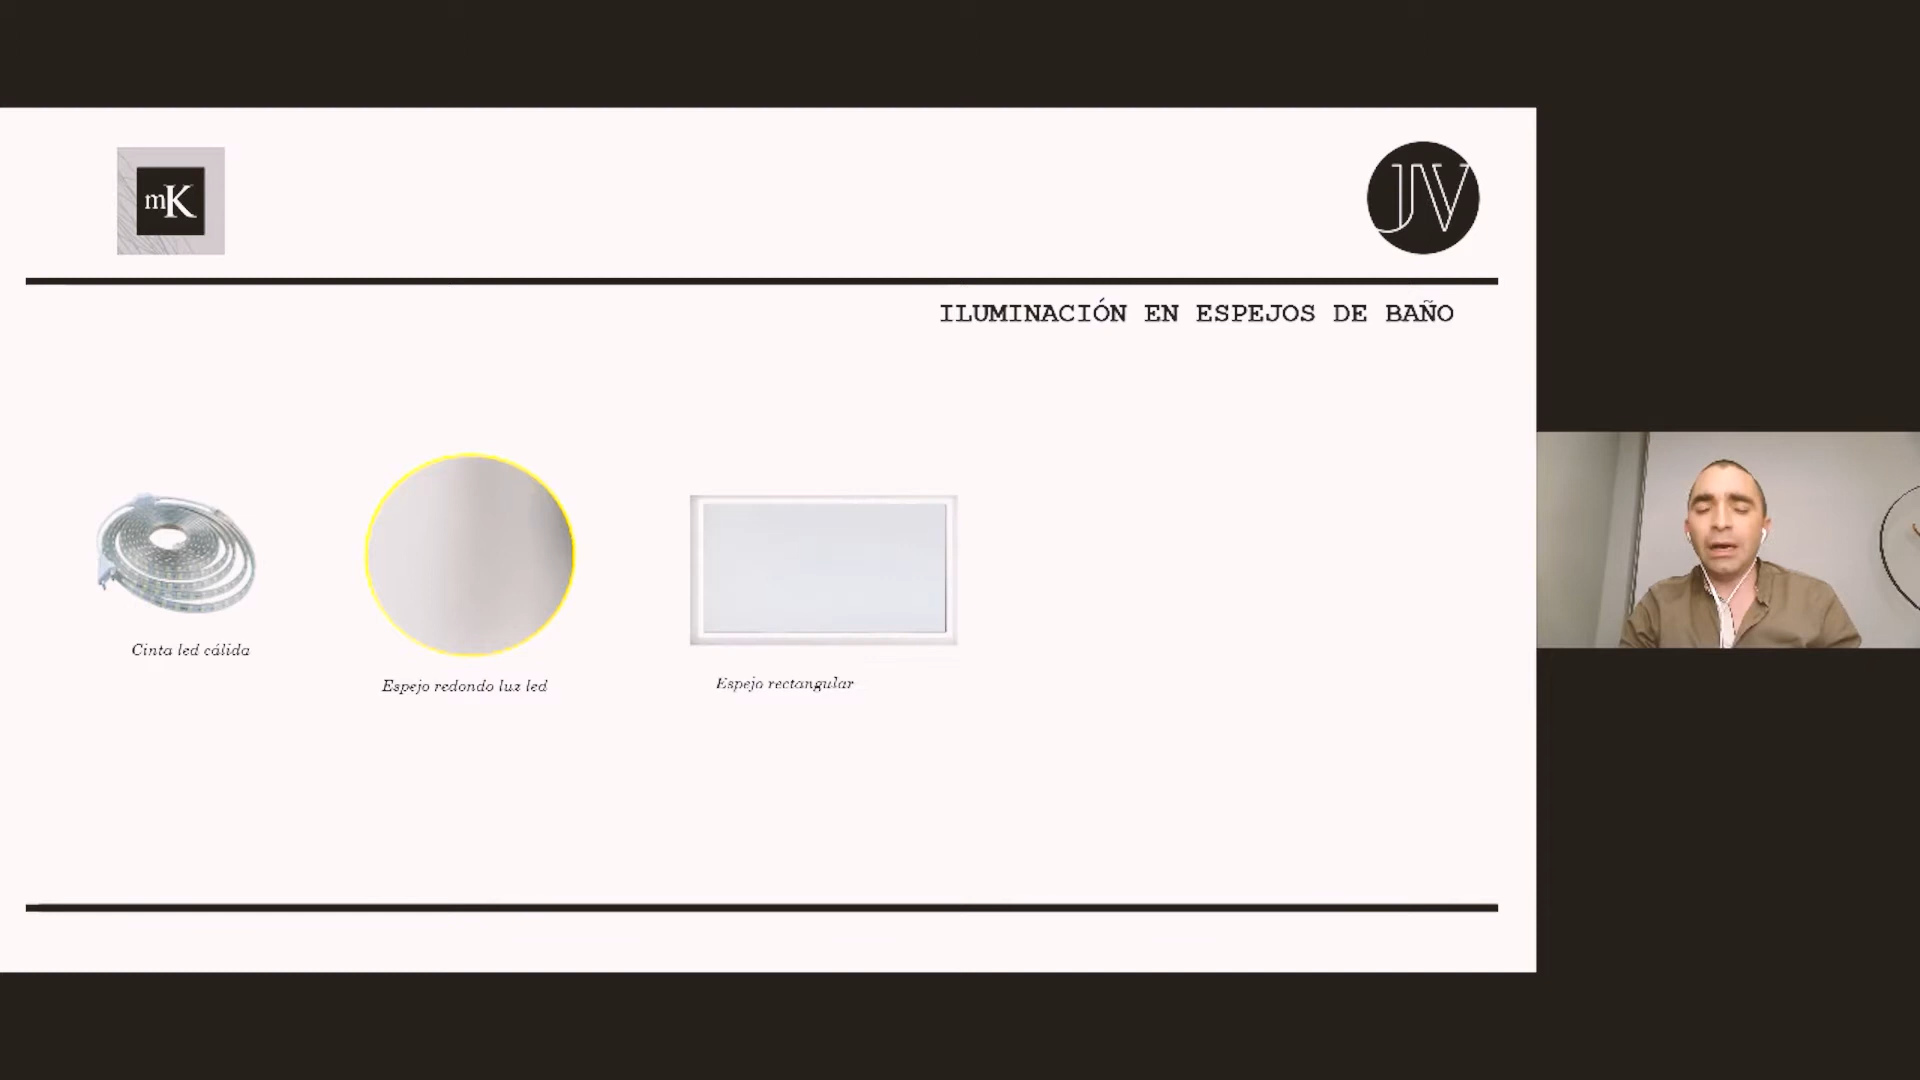 mK
JV
ILUMINACIÓN EN ESPEJOS DE BAÑO
Cinta led cálida
Espejo redondo luz led
Espejo rectangular